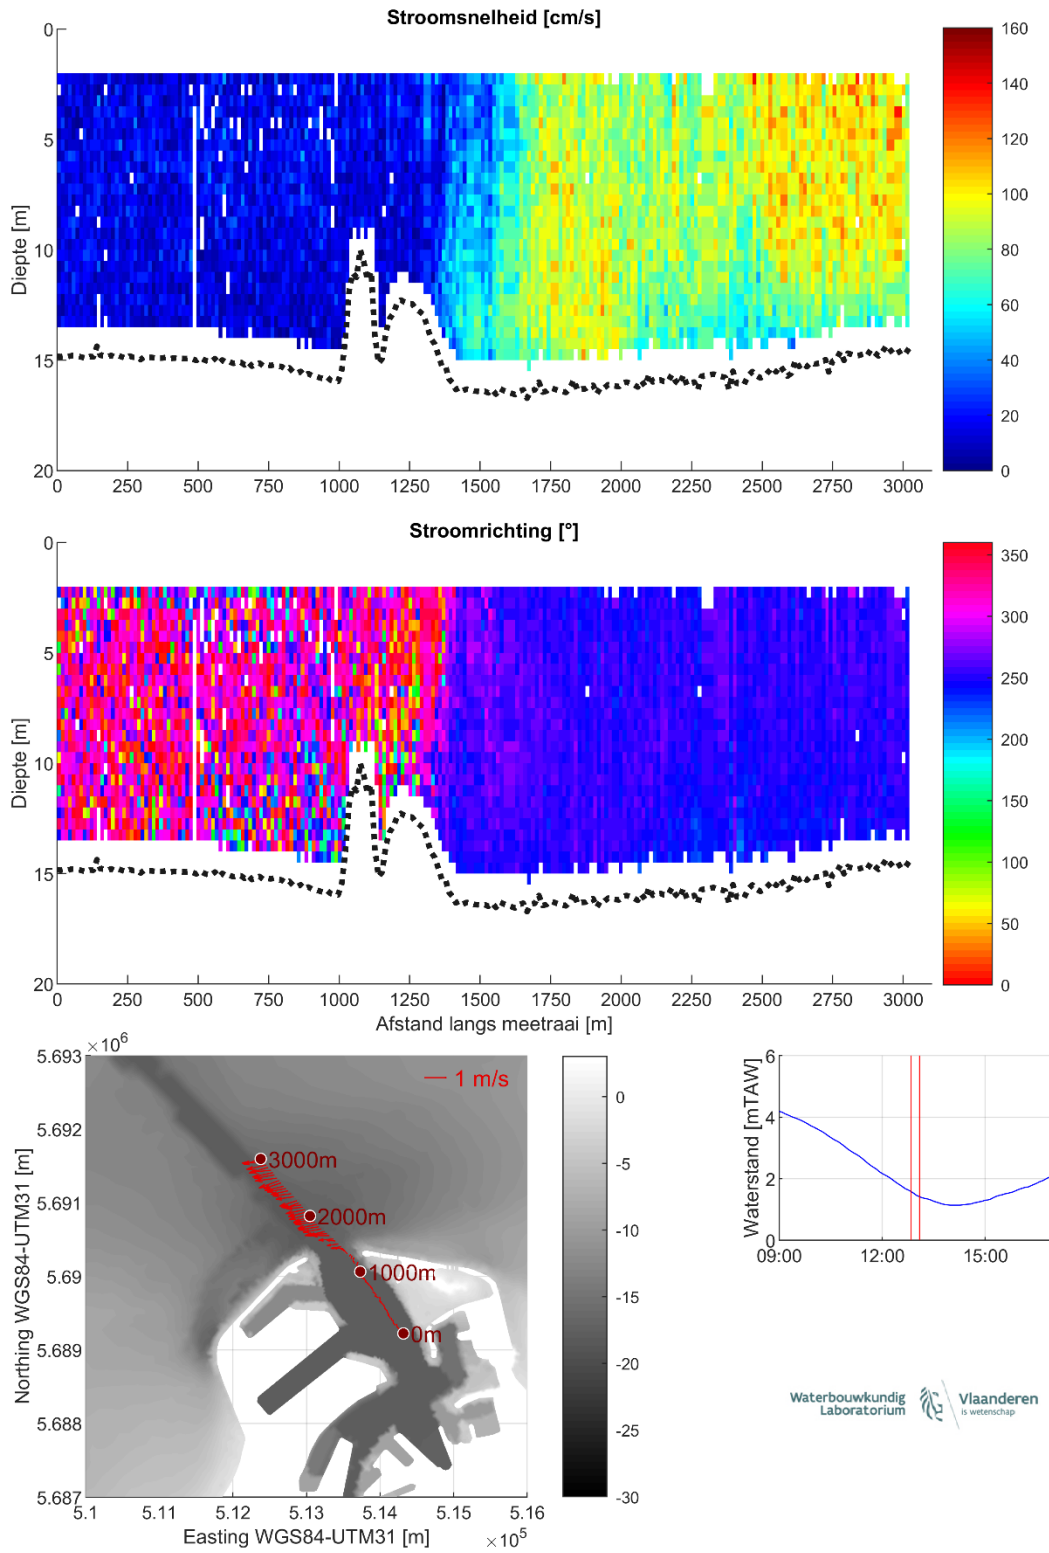 Stroomsnelheid [cm/s]
Diepte [m]
0
5
10
15
20
0 250 500 750 1000 1250 1500 1750 2000 2250 2500 2750 3000
160
140
120
100
80
60
40
20
0
Stroomrichting [°]
Diepte [m]
0
5
10
15
20
0 250 500 750 1000 1250 1500 1750 2000 2250 2500 2750 3000
Afstand langs meetraai [m]
350
300
250
200
150
100
50
0
×10⁶
Northing WGS84-UTM31 [m]
5.693
5.692
5.691
5.69
5.689
5.688
5.687
1 m/s
3000m
2000m
1000m
0m
5.1 5.12 5.13 5.14 5.15 5.16
Easting WGS84-UTM31 [m]
×10⁵
0
-5
-10
-15
-20
-25
-30
Waterstand [mTAW]
6
4
2
0
09:00 12:00 15:00
Waterbouwkundig
Laboratorium
Vlaanderen
is wetenschap